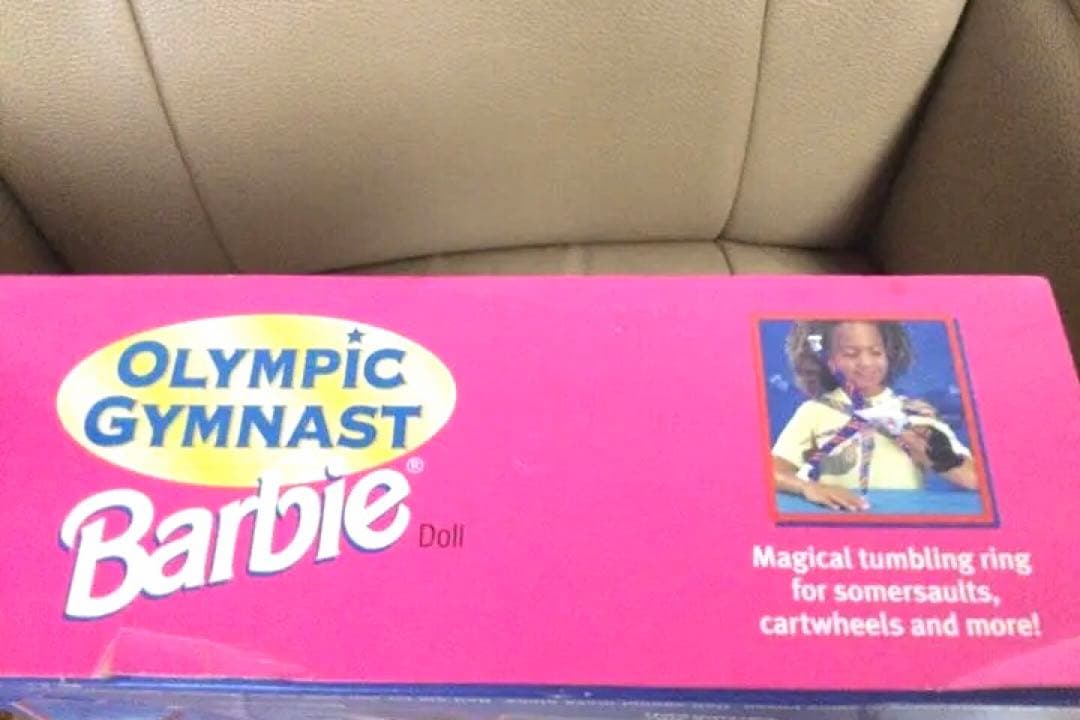 OLYMPIC
GYMNAST
Barbie®
Doll
Magical tumbling ring
for somersaults,
cartwheels and more!